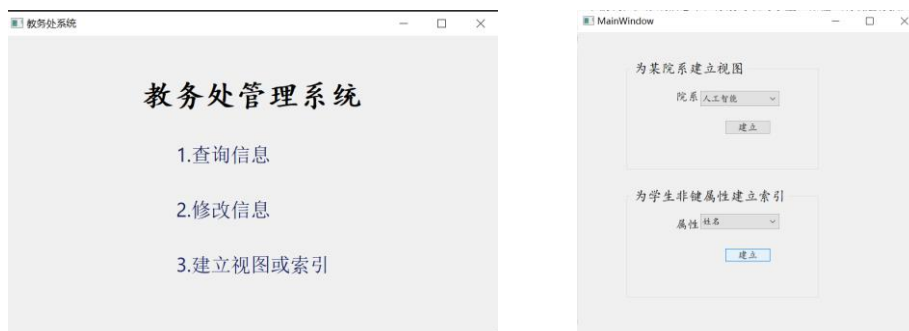 教务处系统
教务处管理系统
1.查询信息
2.修改信息
3.建立视图或索引
MainWindow
为某院系建立视图
院系 人工智能
建立
为学生非键属性建立索引
属性 姓名
建立